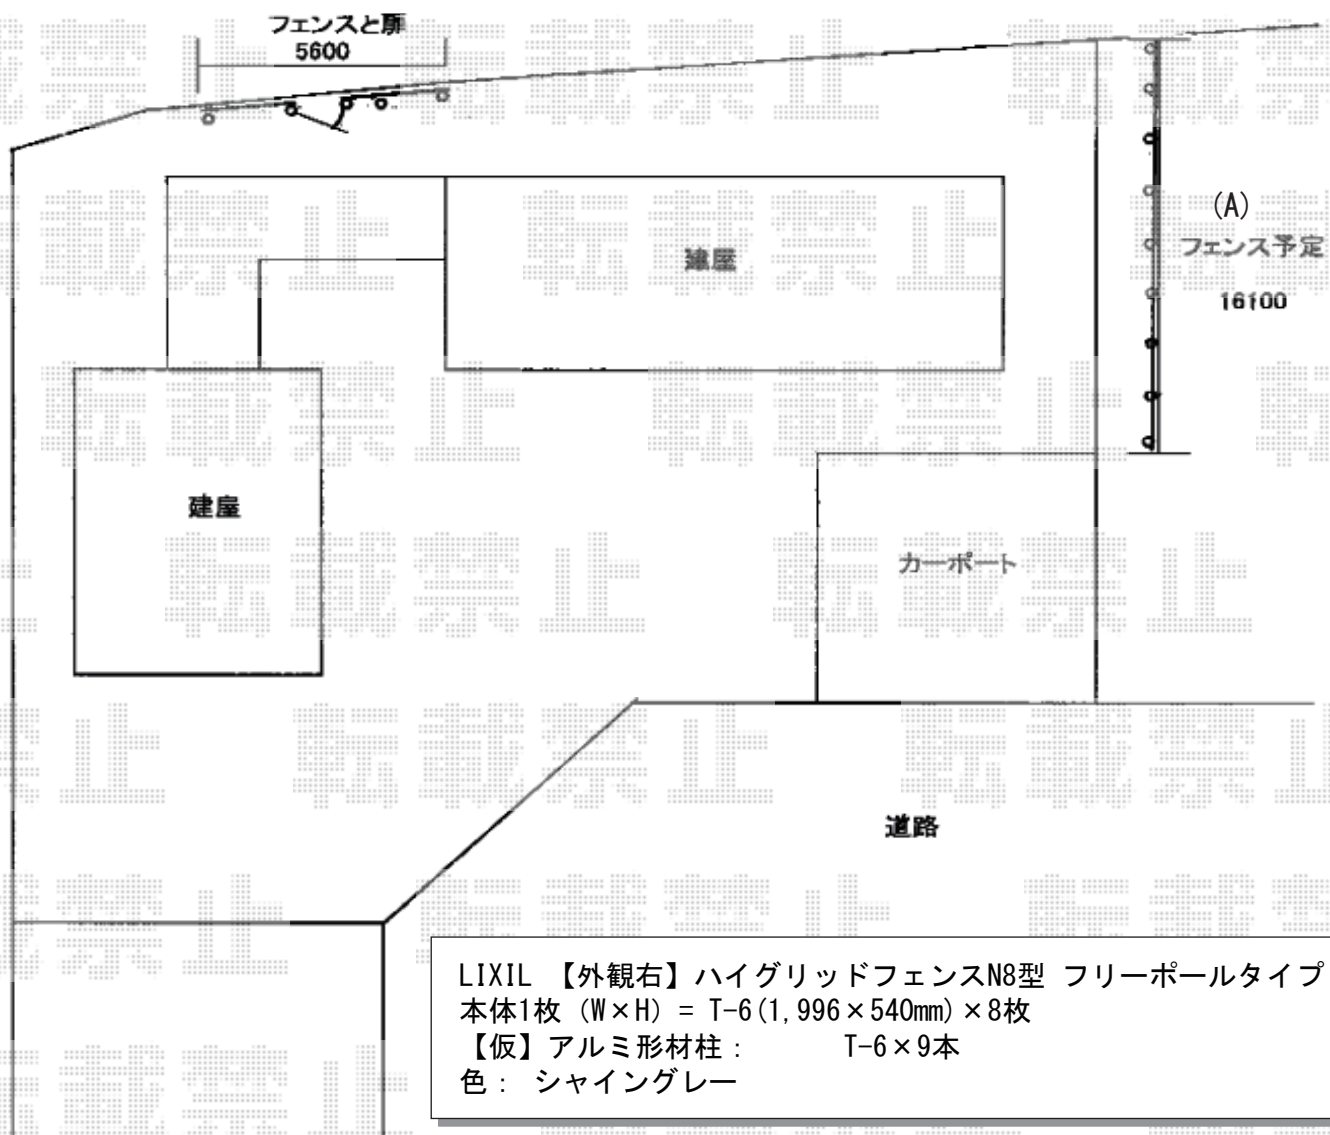 フェンスと扉
5600
(A)
フェンス予定
16100
建屋
建屋
カーポート
道路
LIXIL 【外観右】ハイグリッドフェンスN8型 フリーポールタイプ
本体1枚 (W×H) = T-6(1,996×540mm)×8枚
【仮】アルミ形材柱： T-6×9本
色： シャイングレー
転載禁止